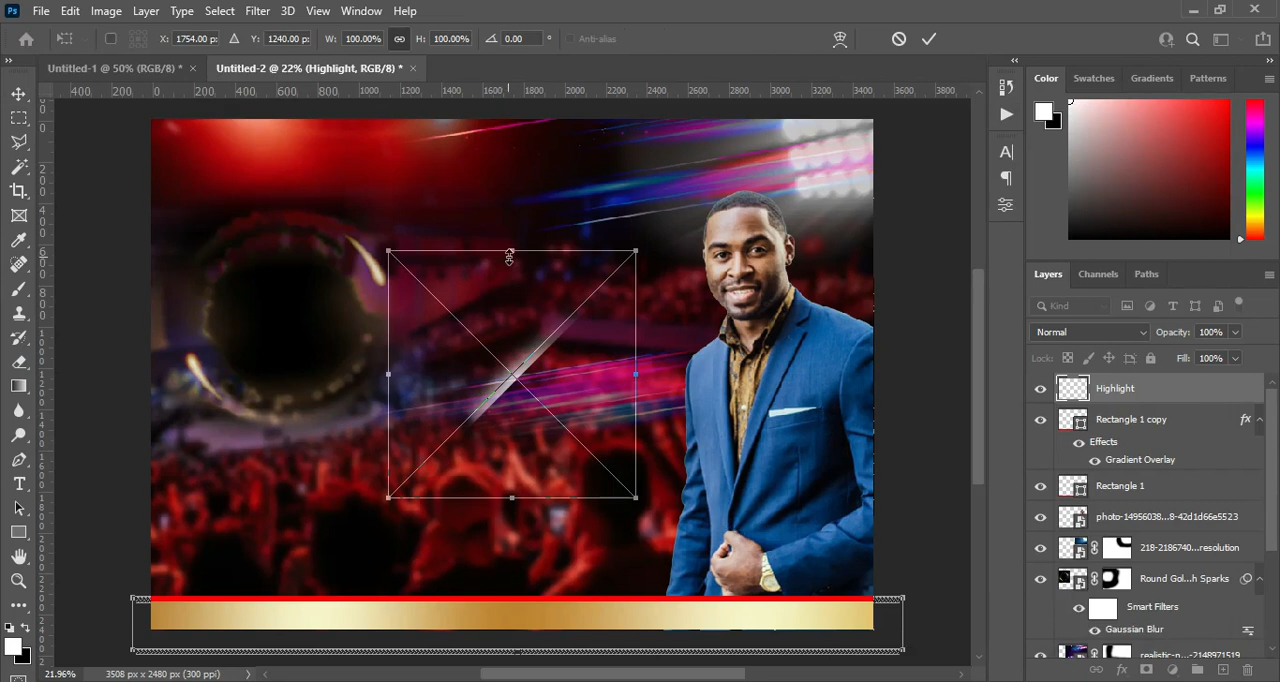 Ps File Edit Image Layer Type Select Filter 3D View Window Help
X: 1754.00 p: Y: 1240.00 p: W: 100.00% H: 100.00% 0.00 ° Anti-alias
Untitled-1 @ 50% (RGB/8) * × Untitled-2 @ 22% (Highlight, RGB/8) * ×
Color Swatches Gradients Patterns
400 200 0 200 400 600 800 1000 1200 1400 1600 1800 2000 2200 2400 2600 2800 3000 3200 3400 3600 3800
Layers Channels Paths
Kind
Normal Opacity: 100%
Lock: Fill: 100%
Highlight
Rectangle 1 copy fx
Effects
Gradient Overlay
Rectangle 1
photo-14956038...8-42d1d66e5523
218-2186740...resolution
Round Gol...h Sparks
Smart Filters
Gaussian Blur
realistic-n...-2148971519
21.96% 3508 px x 2480 px (300 ppi)